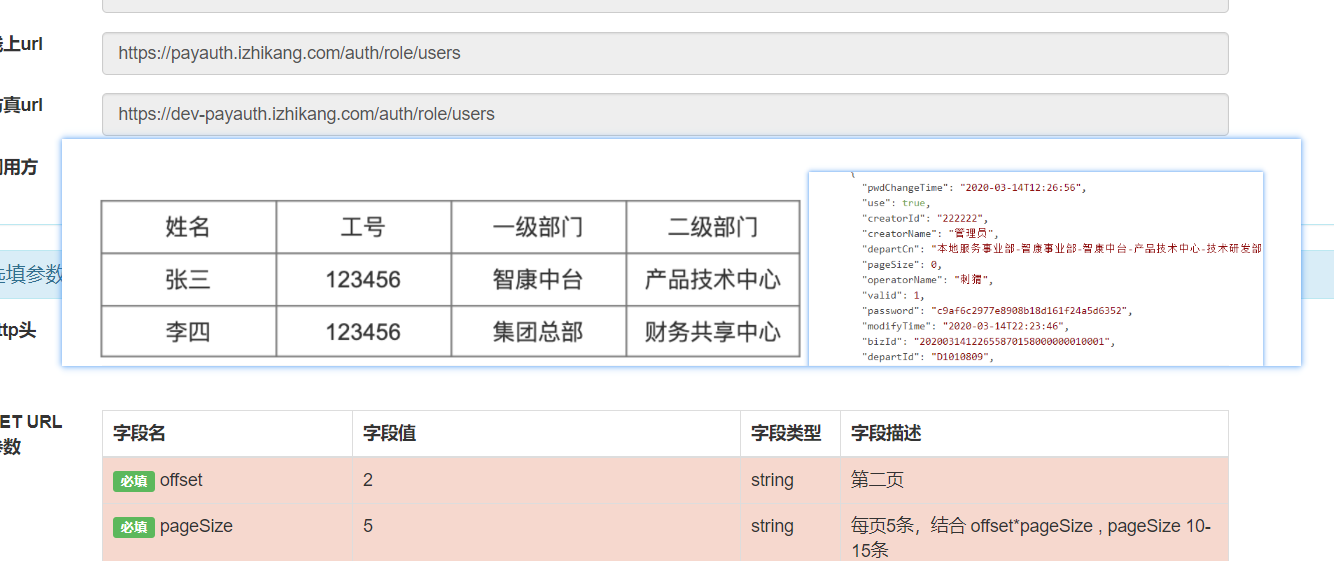 上url
https://payauth.izhikang.com/auth/role/users
真url
https://dev-payauth.izhikang.com/auth/role/users
用方
姓名 工号 一级部门 二级部门
张三 123456 智康中台 产品技术中心
李四 123456 集团总部 财务共享中心
"pwdChangeTime": "2020-03-14T12:26:56",
"use": true,
"creatorId": "222222",
"creatorName": "管理员",
"departCn": "本地服务事业部-智康事业部-智康中台-产品技术中心-技术研发部
"pageSize": 0,
"operatorName": "刺猬",
"valid": 1,
"password": "c9af6c2977e8908b18d161f24a5d6352",
"modifyTime": "2020-03-14T22:23:46",
"bizId": "20200314122655870158000000010001",
"departId": "D1010809",
选填参数
ttp头
ET URL
参数
字段名 字段值 字段类型 字段描述
必填 offset 2 string 第二页
必填 pageSize 5 string 每页5条，结合 offset*pageSize , pageSize 10-
15条